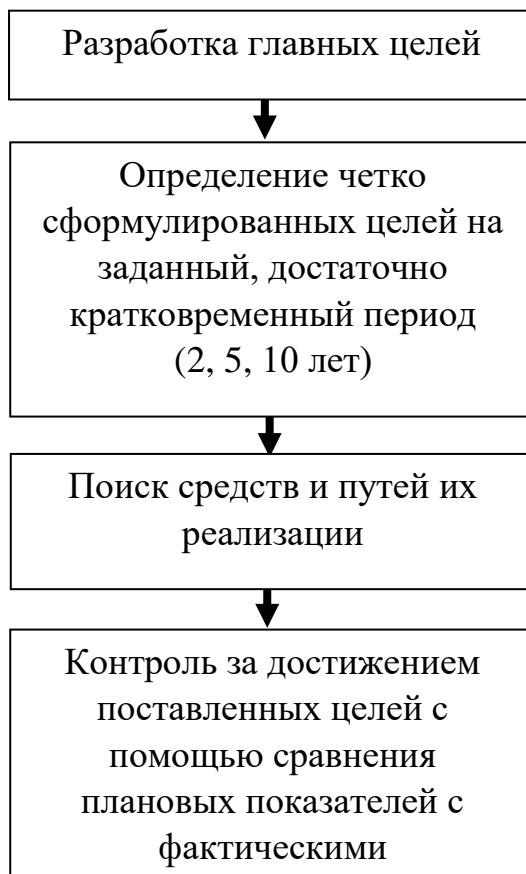 Разработка главных целей
Определение четко
сформулированных целей на
заданный, достаточно
кратковременный период
(2, 5, 10 лет)
Поиск средств и путей их
реализации
Контроль за достижением
поставленных целей с
помощью сравнения
плановых показателей с
фактическими